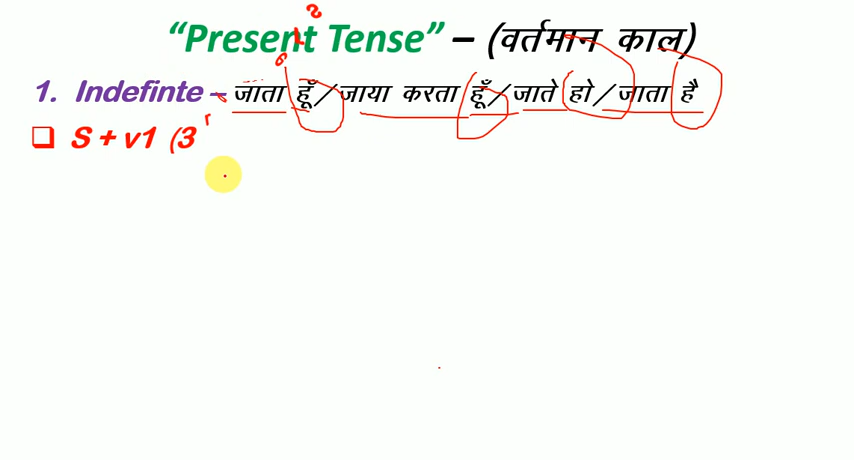 “Present Tense” – (वर्तमान काल)
1. Indefinte – जाता हूँ/जाया करता हूँ/जाते हो/जाता है
❑ S + v1 (3